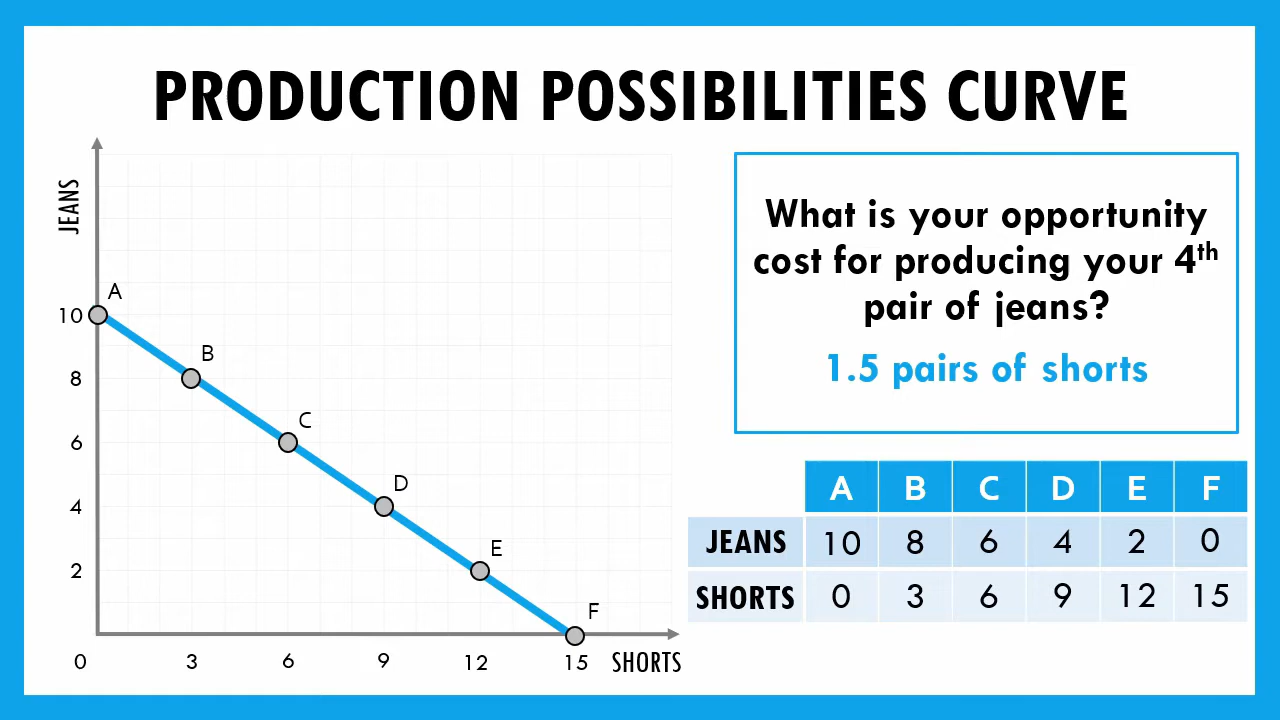 PRODUCTION POSSIBILITIES CURVE
JEANS
A
10
B
8
C
6
D
4
E
2
F
0 3 6 9 12 15 SHORTS
What is your opportunity
cost for producing your 4th
pair of jeans?
1.5 pairs of shorts
A B C D E F
JEANS 10 8 6 4 2 0
SHORTS 0 3 6 9 12 15